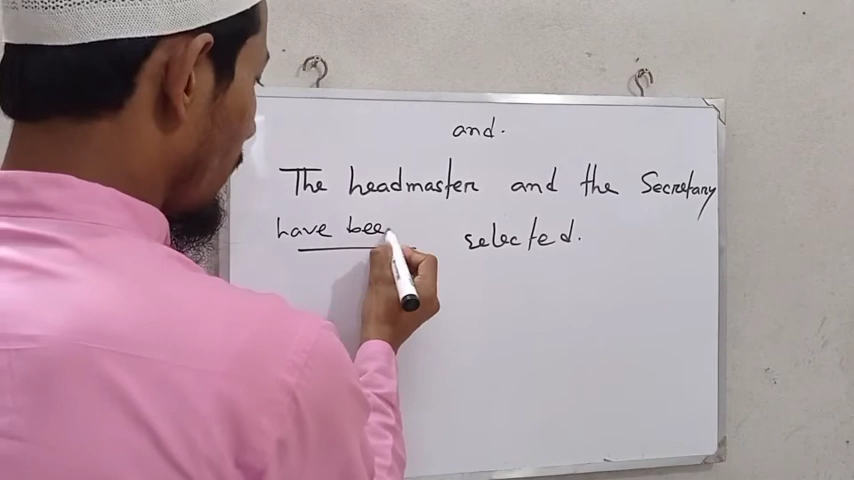 and.
The headmaster and the Secretary
have bee selected.